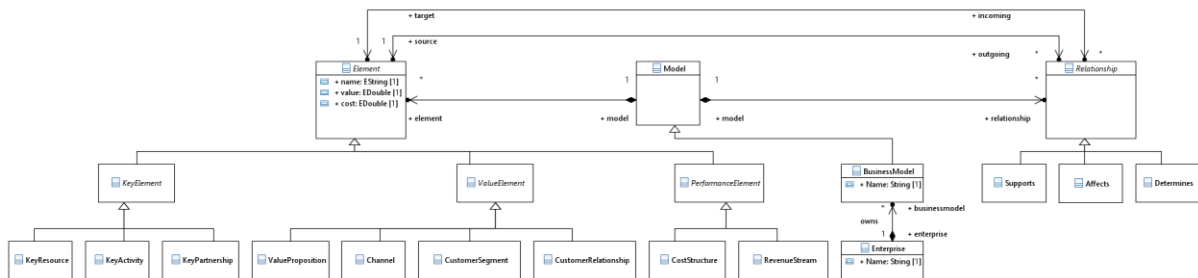 + target
+ incoming
1
1
+ source
+ outgoing
*
*
Element
+ name: EString [1]
+ value: EDouble [1]
+ cost: EDouble [1]
*
+ element
1
+ model
Model
1
+ model
*
+ relationship
Relationship
KeyElement
ValueElement
PerformanceElement
BusinessModel
+ Name: String [1]
Supports
Affects
Determines
*
+ businessmodel
owns
1
+ enterprise
KeyResource
KeyActivity
KeyPartnership
ValueProposition
Channel
CustomerSegment
CustomerRelationship
CostStructure
RevenueStream
Enterprise
+ Name: String [1]